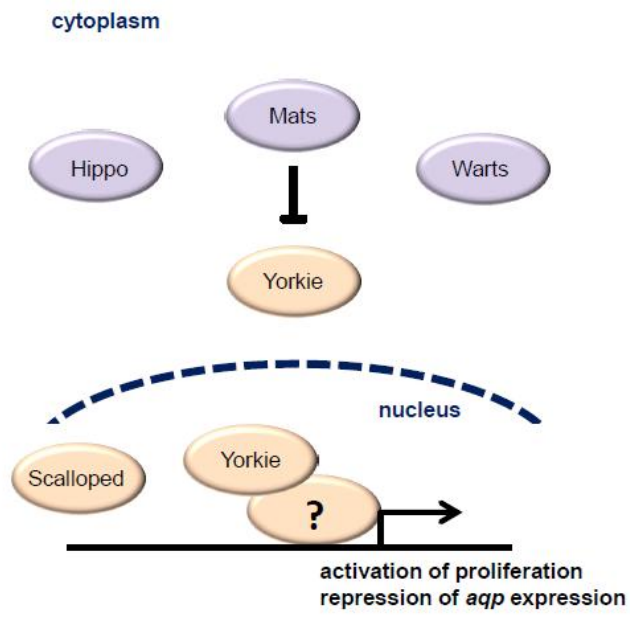 cytoplasm
Mats
Hippo
Warts
Yorkie
nucleus
Yorkie
Scalloped
?
activation of proliferation
repression of aqp expression